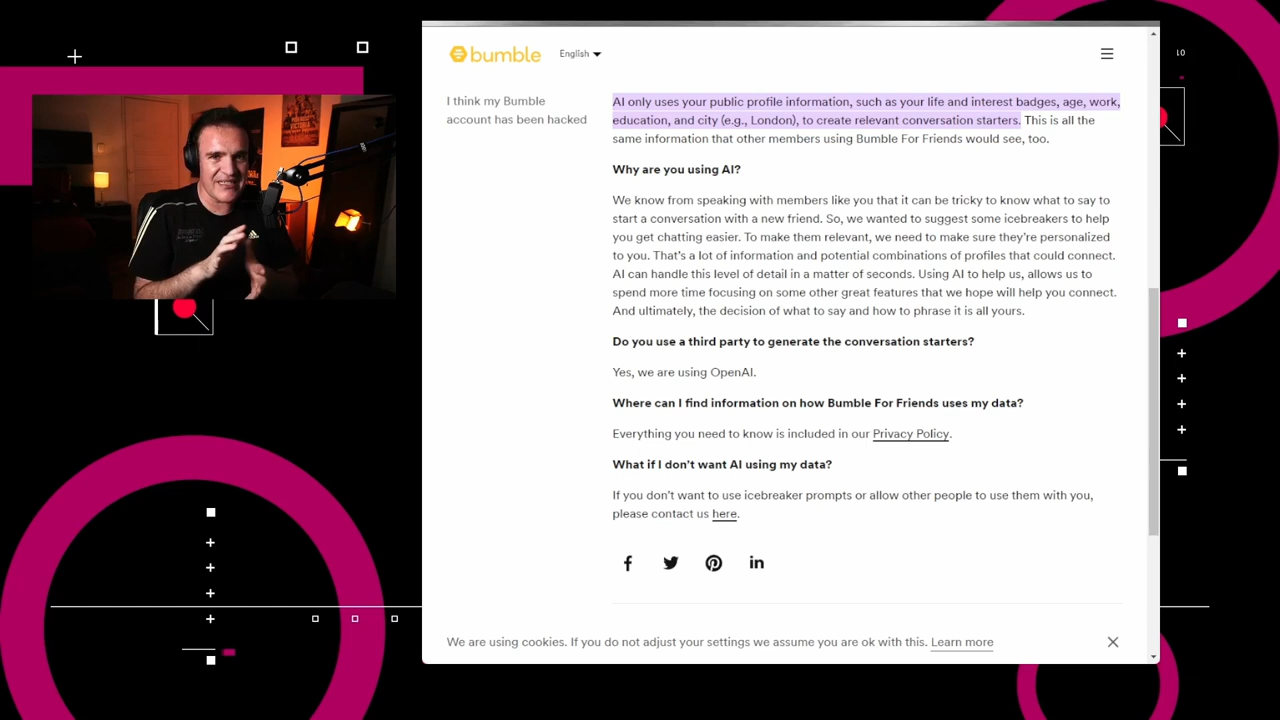 bumble
English
I think my Bumble
account has been hacked
AI only uses your public profile information, such as your life and interest badges, age, work,
education, and city (e.g., London), to create relevant conversation starters. This is all the
same information that other members using Bumble For Friends would see, too.
Why are you using AI?
We know from speaking with members like you that it can be tricky to know what to say to
start a conversation with a new friend. So, we wanted to suggest some icebreakers to help
you get chatting easier. To make them relevant, we need to make sure they're personalized
to you. That's a lot of information and potential combinations of profiles that could connect.
AI can handle this level of detail in a matter of seconds. Using AI to help us, allows us to
spend more time focusing on some other great features that we hope will help you connect.
And ultimately, the decision of what to say and how to phrase it is all yours.
Do you use a third party to generate the conversation starters?
Yes, we are using OpenAI.
Where can I find information on how Bumble For Friends uses my data?
Everything you need to know is included in our Privacy Policy.
What if I don't want AI using my data?
If you don't want to use icebreaker prompts or allow other people to use them with you,
please contact us here.
We are using cookies. If you do not adjust your settings we assume you are ok with this. Learn more
10